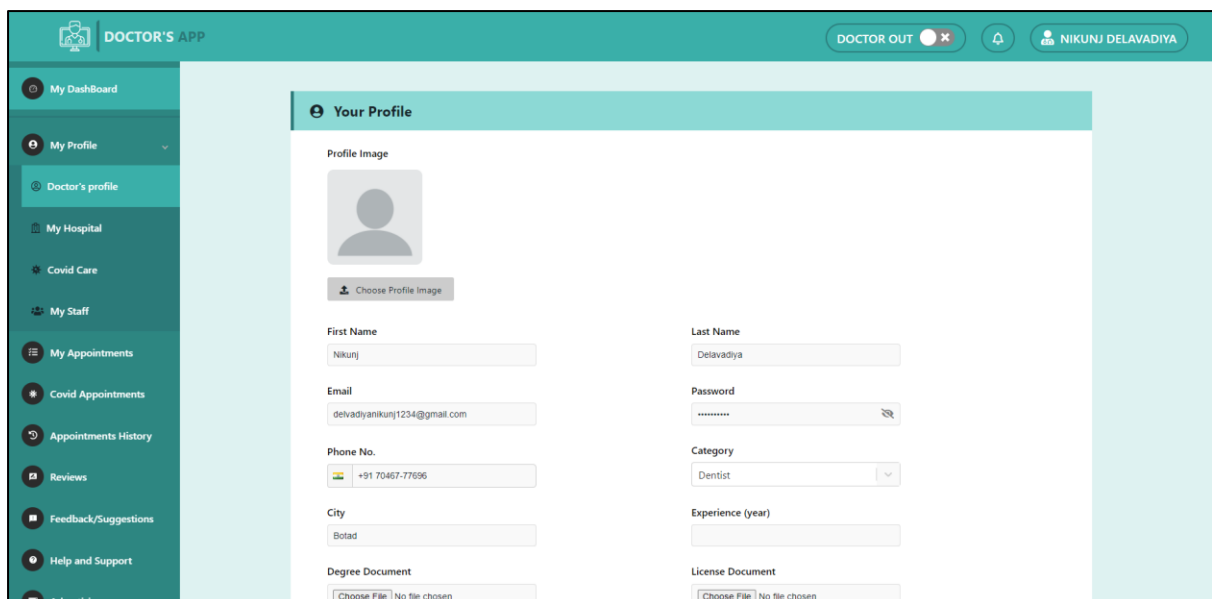 DOCTOR'S APP
DOCTOR OUT
NIKUNJ DELAVADIYA
My DashBoard
My Profile
Doctor's profile
My Hospital
Covid Care
My Staff
My Appointments
Covid Appointments
Appointments History
Reviews
Feedback/Suggestions
Help and Support
Your Profile
Profile Image
Choose Profile Image
First Name
Last Name
Nikunj
Delavadiya
Email
Password
delvadiyanikunj1234@gmail.com
••••••••••
Phone No.
Category
+91 70467-77696
Dentist
City
Experience (year)
Botad
Degree Document
License Document
Choose File No file chosen
Choose File No file chosen